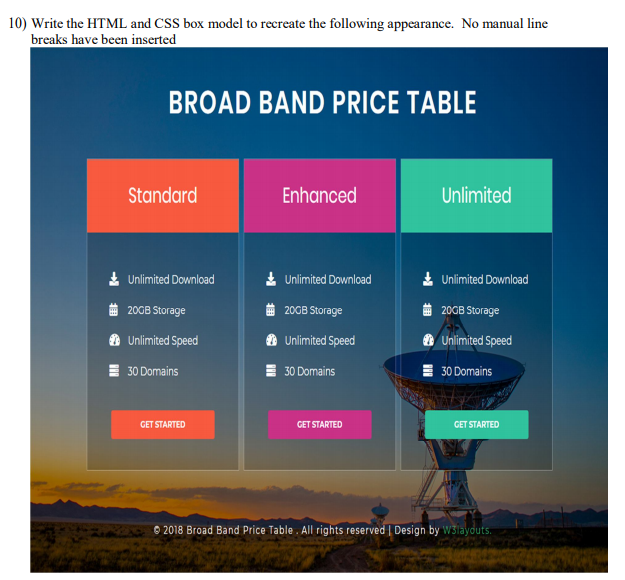 10) Write the HTML and CSS box model to recreate the following appearance. No manual line
breaks have been inserted
BROAD BAND PRICE TABLE
Standard
Enhanced
Unlimited
Unlimited Download
20GB Storage
Unlimited Speed
30 Domains
GET STARTED
Unlimited Download
20GB Storage
Unlimited Speed
30 Domains
GET STARTED
Unlimited Download
20GB Storage
Unlimited Speed
30 Domains
GET STARTED
© 2018 Broad Band Price Table . All rights reserved | Design by W3layouts.